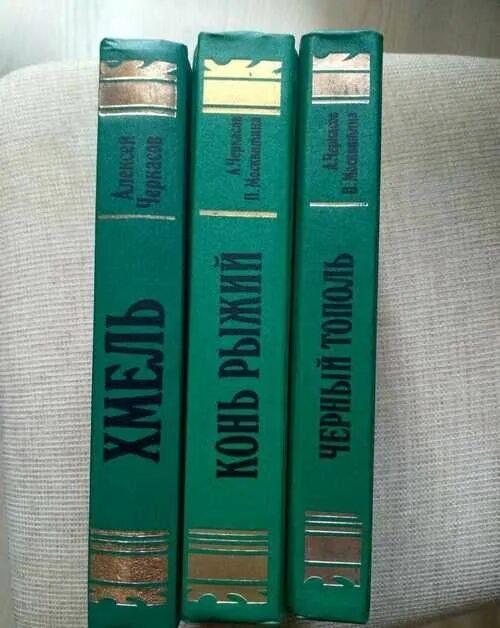 Алексей
Черкасов
ХМЕЛЬ
А. Черкасов
П. Москвитина
КОНЬ РЫЖИЙ
А. Черкасов
П. Москвитина
ЧЕРНЫЙ ТОПОЛЬ